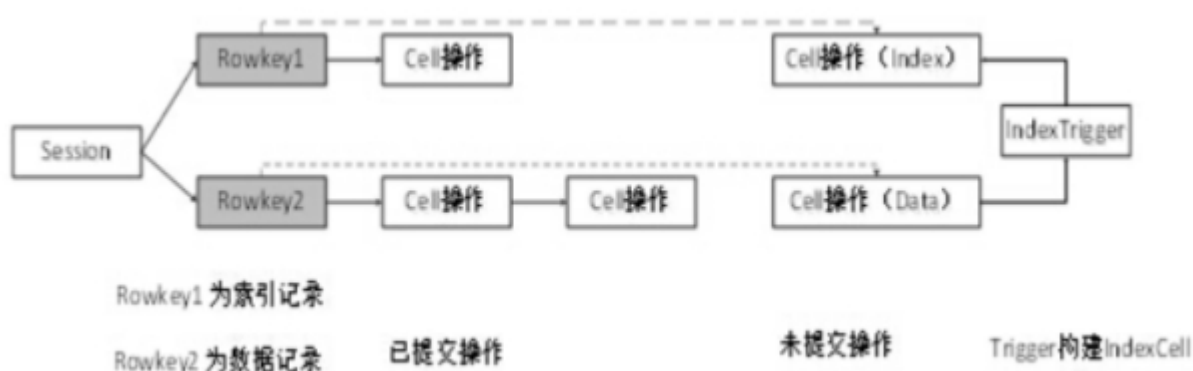 Rowkey1
Cell操作
Cell操作（Index）
IndexTrigger
Session
Rowkey2
Cell操作
Cell操作
Cell操作（Data）
Rowkey1 为索引记录
Rowkey2 为数据记录
已提交操作
未提交操作
Trigger构建IndexCell